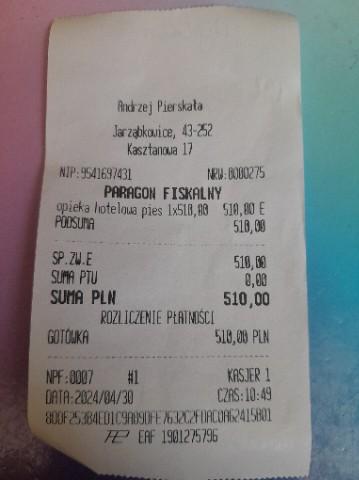 Andrzej Pierskała
Jarząbkowice, 43-252
Kasztanowa 17
NIP:9541697431 NRW:8000275
PARAGON FISKALNY
opieka hotelowa pies 1x510,00 510,00 E
PODSUMA 510,00
SP.ZW.E 510,00
SUMA PTU 0,00
SUMA PLN 510,00
ROZLICZENIE PŁATNOŚCI
GOTÓWKA 510,00 PLN
NPF:0007 #1 KASJER 1
DATA:2024/04/30 CZAS:10:49
EAF 1901275796